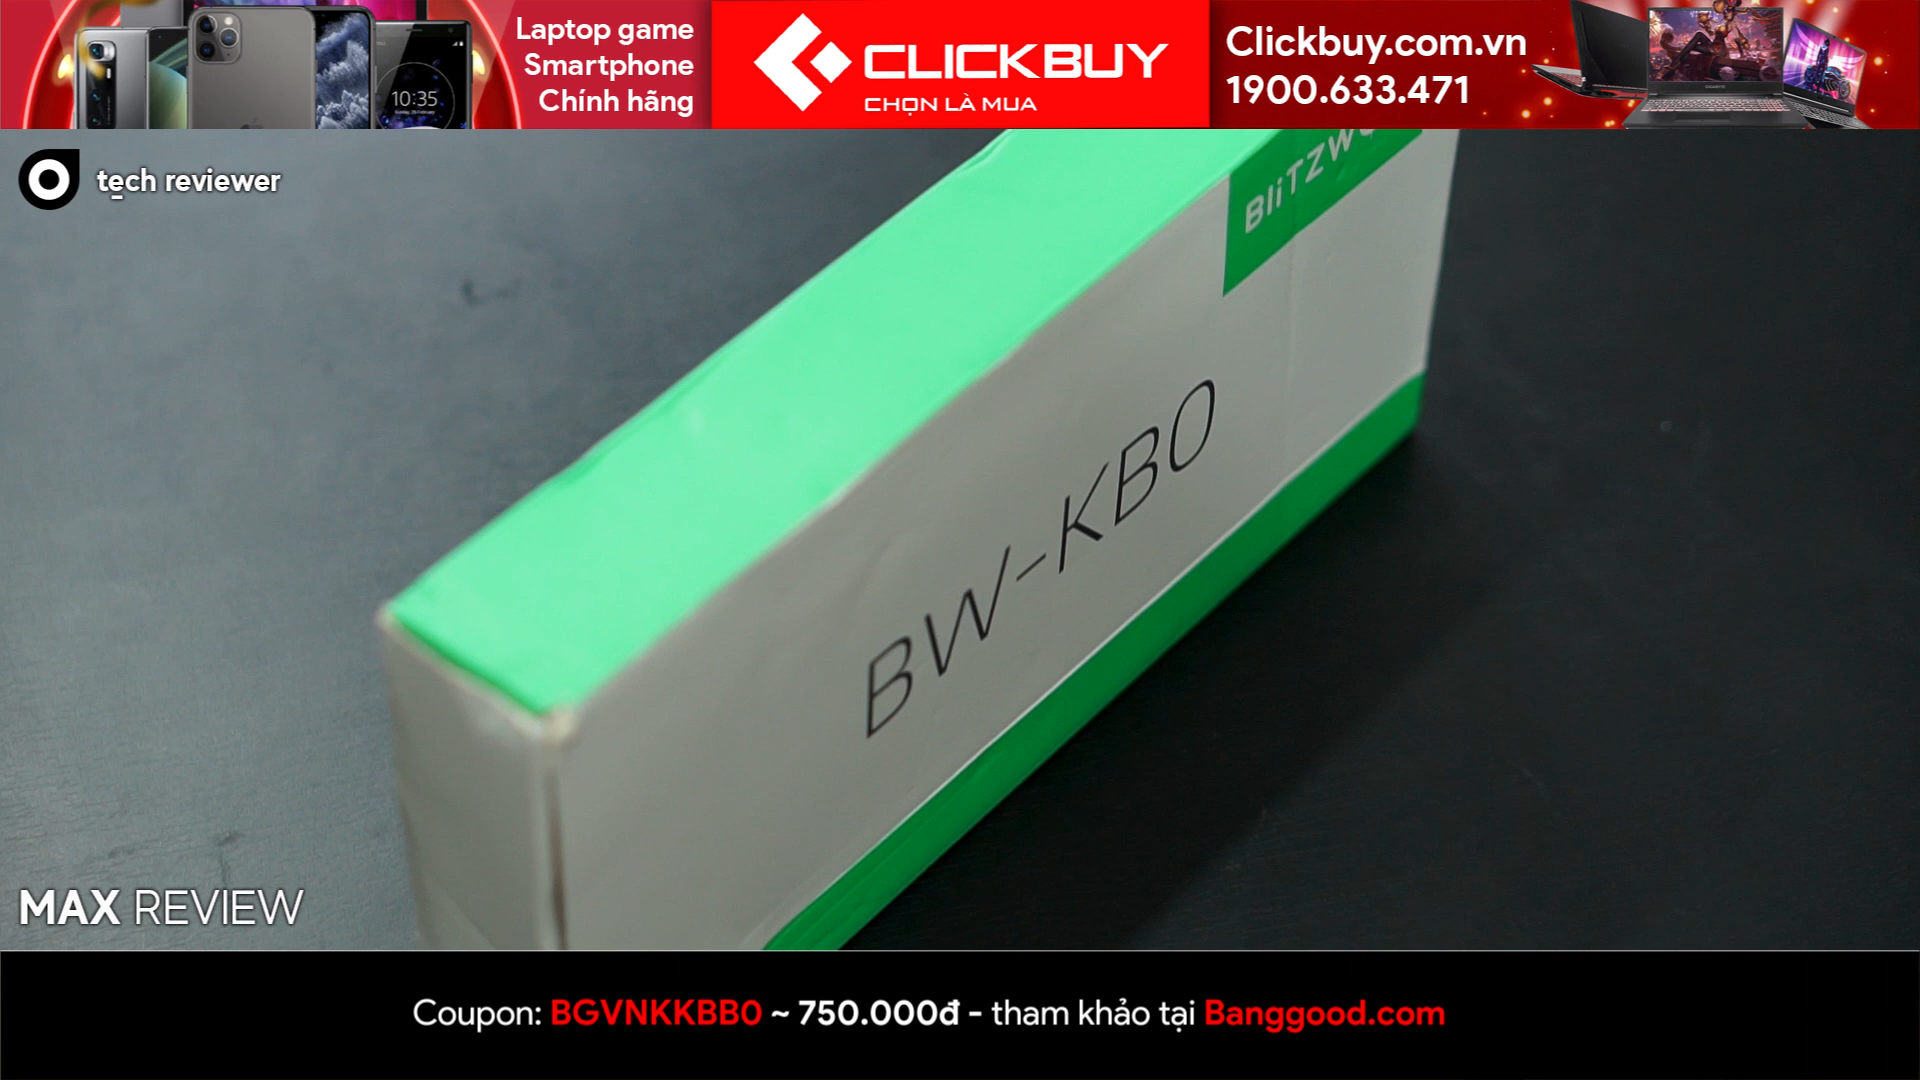 Laptop game
Smartphone
Chính hãng
CLICKBUY
CHỌN LÀ MUA
Clickbuy.com.vn
1900.633.471
10:35
tech reviewer
BW-KB0
MAX REVIEW
Coupon: BGVNKKBB0 ~ 750.000đ - tham khảo tại Banggood.com